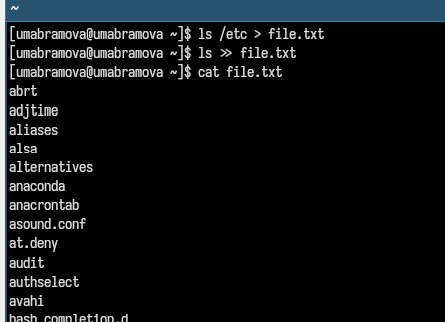 ~
[umabramova@umabramova ~]$ ls /etc > file.txt
[umabramova@umabramova ~]$ ls >> file.txt
[umabramova@umabramova ~]$ cat file.txt
abrt
adjtime
aliases
alsa
alternatives
anaconda
anacrontab
asound.conf
at.deny
audit
authselect
avahi
bash_completion.d